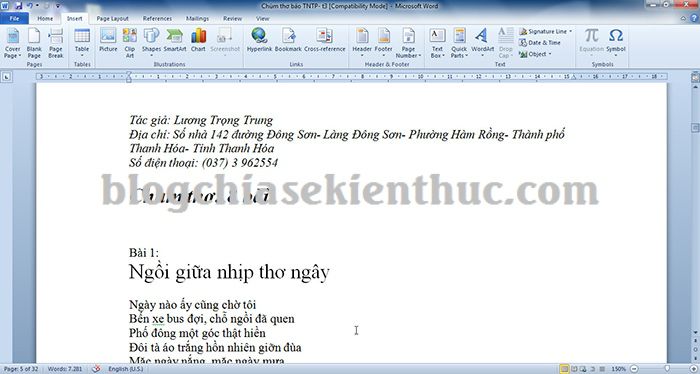 Chùm thơ báo TNTP- t3 [Compatibility Mode] - Microsoft Word
File Home Insert Page Layout References Mailings Review View
Cover Page Blank Page Page Break Table Picture Clip Art Shapes SmartArt Chart Screenshot Hyperlink Bookmark Cross-reference Header Footer Page Number Text Box Quick Parts WordArt Drop Cap Signature Line Date & Time Object Equation Symbol
Pages Tables Illustrations Links Header & Footer Text Symbols
Tác giả: Lương Trọng Trung
Địa chỉ: Số nhà 142 đường Đông Sơn- Làng Đông Sơn- Phường Hàm Rồng- Thành phố
Thanh Hóa- Tỉnh Thanh Hóa
Số điện thoại: (037) 3 962554
blogchiasekienthuc.com
Bài 1:
Ngồi giữa nhịp thơ ngây
Ngày nào ấy cũng chờ tôi
Bến xe bus đợi, chỗ ngồi đã quen
Phố đông một góc thật hiền
Đôi tà áo trắng hồn nhiên giỡn đùa
Mặc ngày nắng, mặc ngày mưa
Page: 5 of 32 Words: 7.281 English (U.S.) 150%